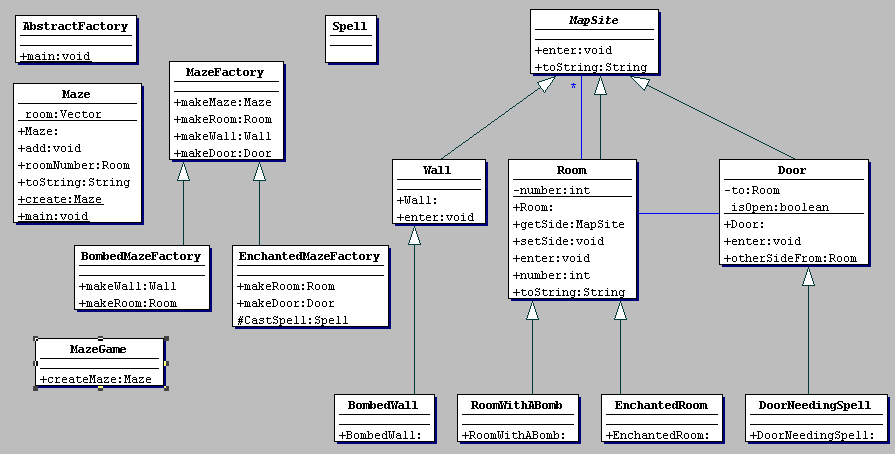 AbstractFactory
+main:void
Spell
MapSite
+enter:void
+toString:String
*
MazeFactory
+makeMaze:Maze
+makeRoom:Room
+makeWall:Wall
+makeDoor:Door
Maze
room:Vector
+Maze:
+add:void
+roomNumber:Room
+toString:String
+create:Maze
+main:void
Wall
+Wall:
+enter:void
Room
-number:int
+Room:
+getSide:MapSite
+setSide:void
+enter:void
+number:int
+toString:String
Door
-to:Room
isOpen:boolean
+Door:
+enter:void
+otherSideFrom:Room
BombedMazeFactory
+makeWall:Wall
+makeRoom:Room
EnchantedMazeFactory
+makeRoom:Room
+makeDoor:Door
#CastSpell:Spell
MazeGame
+createMaze:Maze
BombedWall
+BombedWall:
RoomWithABomb
+RoomWithABomb:
EnchantedRoom
+EnchantedRoom:
DoorNeedingSpell
+DoorNeedingSpell: